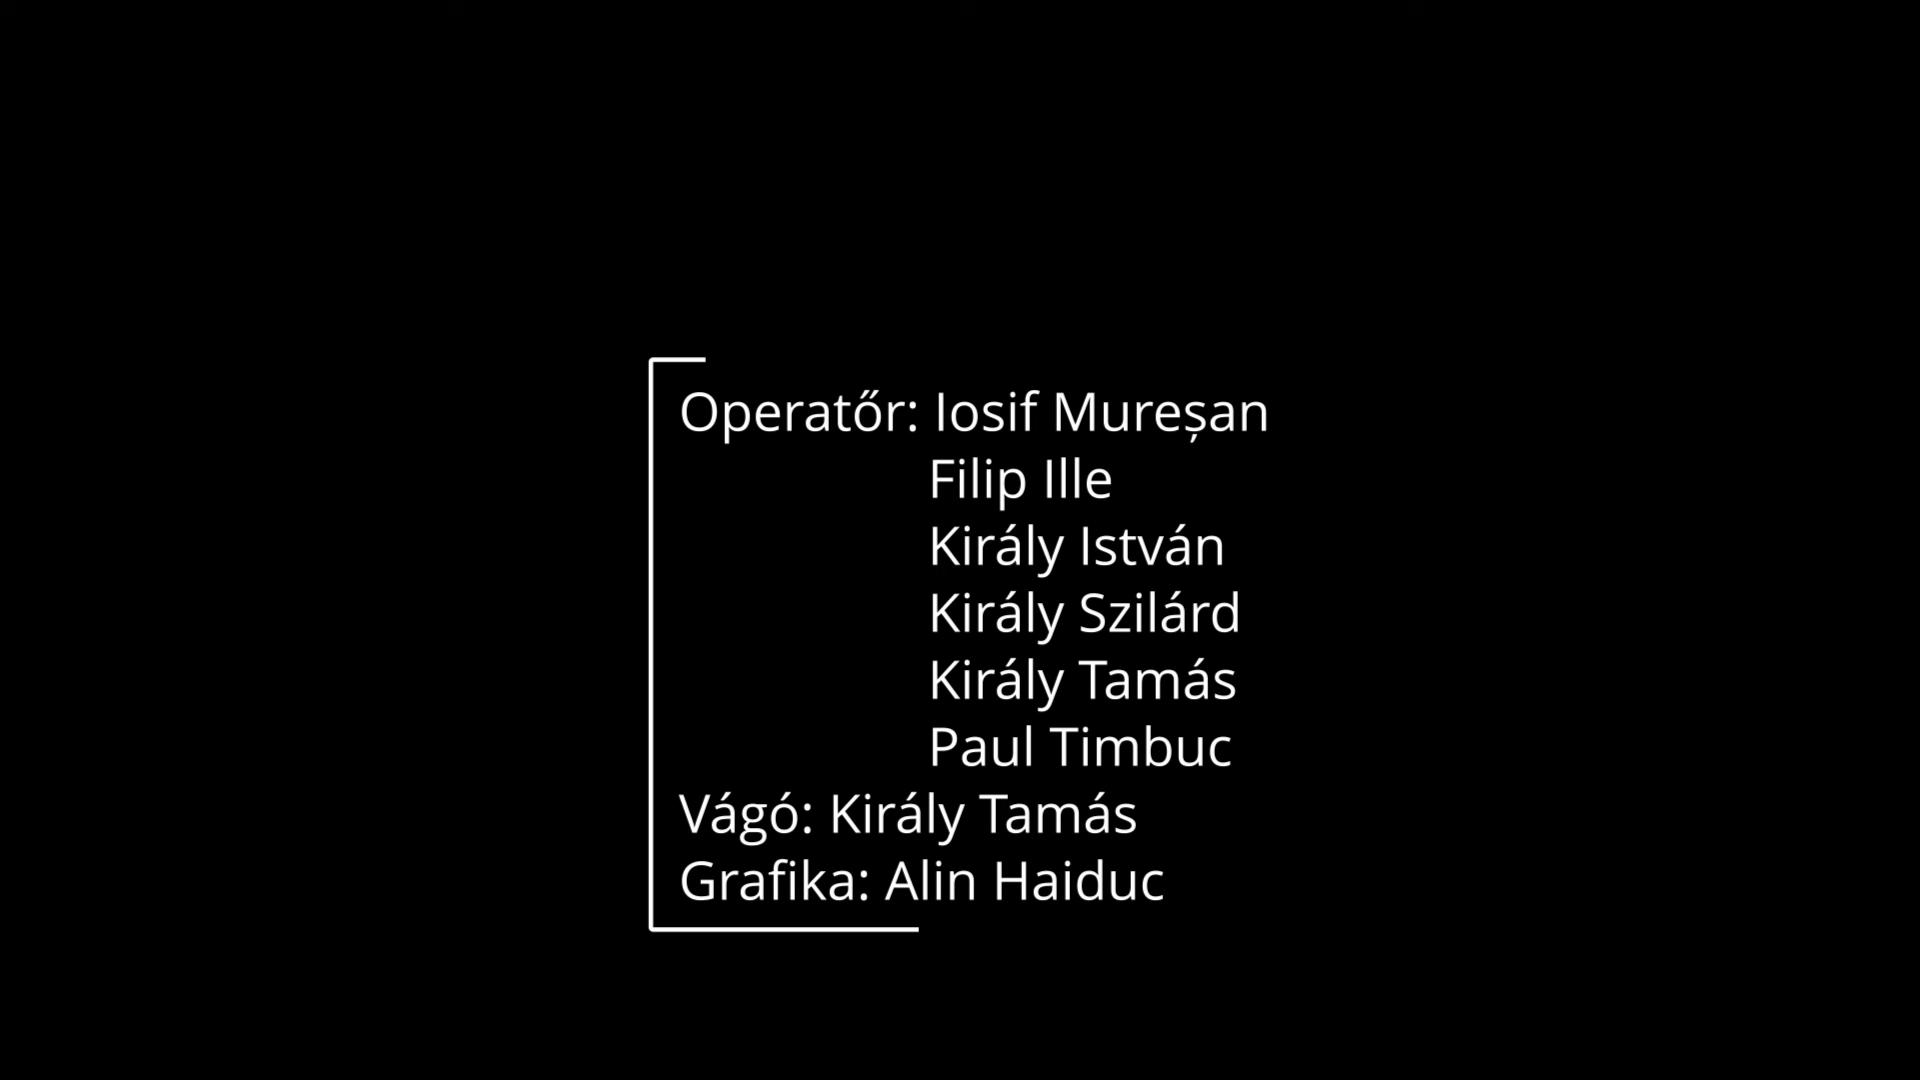 Operatőr: Iosif Mureșan
Filip Ille
Király István
Király Szilárd
Király Tamás
Paul Timbuc
Vágó: Király Tamás
Grafika: Alin Haiduc